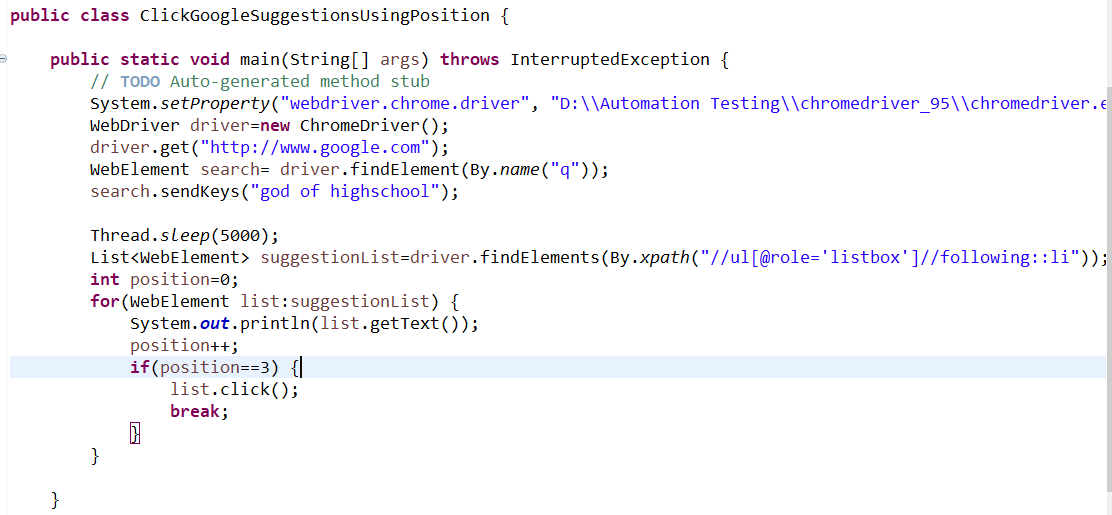 public class ClickGoogleSuggestionsUsingPosition {
public static void main(String[] args) throws InterruptedException {
// TODO Auto-generated method stub
System.setProperty("webdriver.chrome.driver", "D:\\Automation Testing\\chromedriver_95\\chromedriver.e
WebDriver driver=new ChromeDriver();
driver.get("http://www.google.com");
WebElement search= driver.findElement(By.name("q"));
search.sendKeys("god of highschool");
Thread.sleep(5000);
List<WebElement> suggestionList=driver.findElements(By.xpath("//ul[@role='listbox']//following::li"));
int position=0;
for(WebElement list:suggestionList) {
System.out.println(list.getText());
position++;
if(position==3) {
list.click();
break;
}
}
}